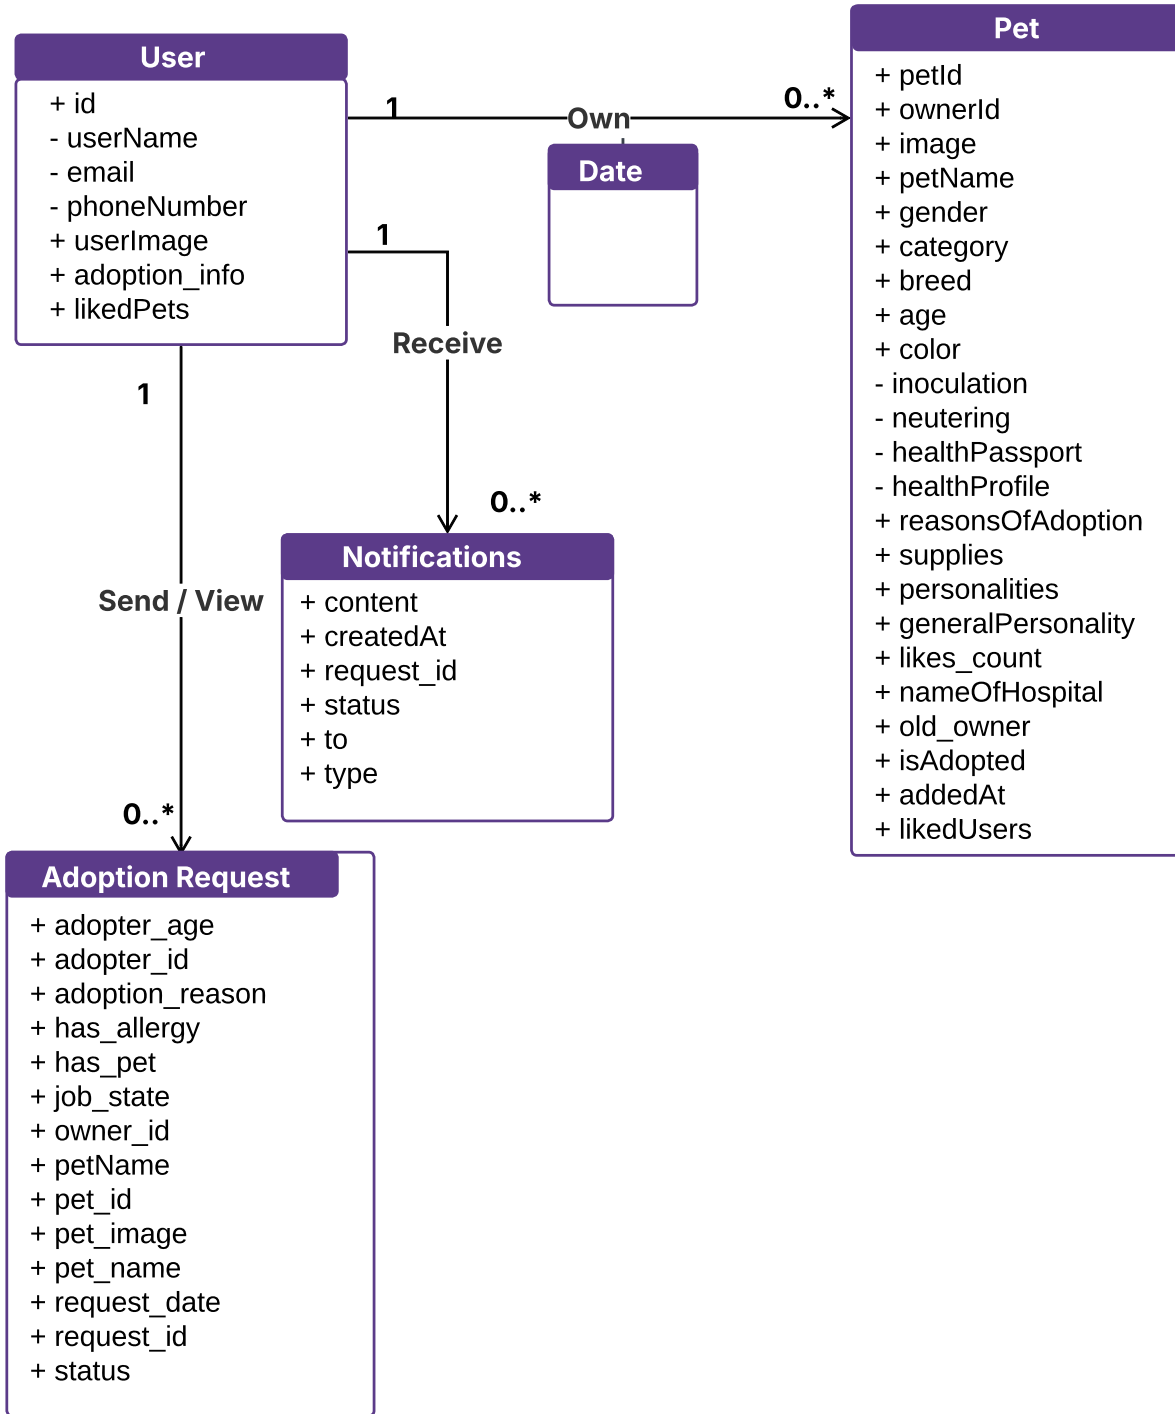 User
+ id
- userName
- email
- phoneNumber
+ userImage
+ adoption_info
+ likedPets
1
Own
0..*
Date
Pet
+ petId
+ ownerId
+ image
+ petName
+ gender
+ category
+ breed
+ age
+ color
- inoculation
- neutering
- healthPassport
- healthProfile
+ reasonsOfAdoption
+ supplies
+ personalities
+ generalPersonality
+ likes_count
+ nameOfHospital
+ old_owner
+ isAdopted
+ addedAt
+ likedUsers
1
Receive
0..*
Notifications
+ content
+ createdAt
+ request_id
+ status
+ to
+ type
1
Send / View
0..*
Adoption Request
+ adopter_age
+ adopter_id
+ adoption_reason
+ has_allergy
+ has_pet
+ job_state
+ owner_id
+ petName
+ pet_id
+ pet_image
+ pet_name
+ request_date
+ request_id
+ status